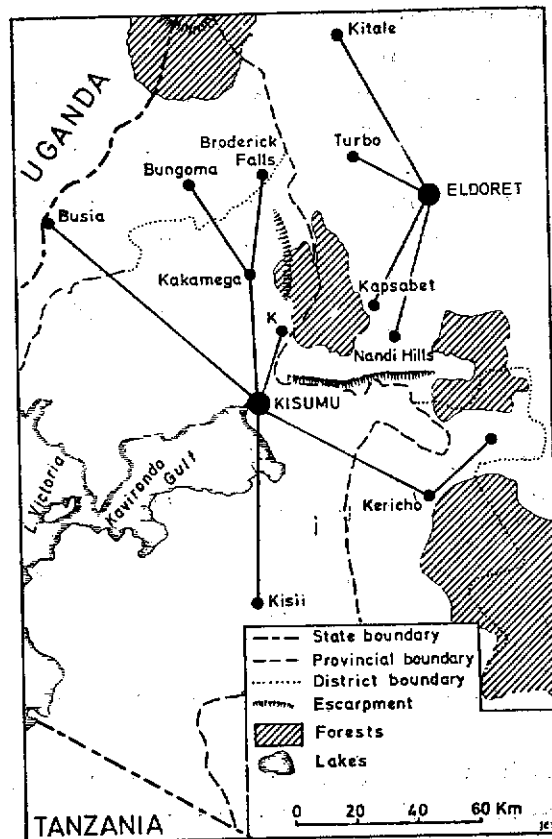 Kitale
UGANDA
Turbo
Broderick
Falls
Bungoma
ELDORET
Busia
Kakamega
Kapsabet
K
Nandi Hills
KISUMU
L. Victoria
Kavirondo
Gulf
Kericho
Kisii
State boundary
Provincial boundary
District boundary
Escarpment
Forests
Lakes
0 20 40 60 Km
TANZANIA